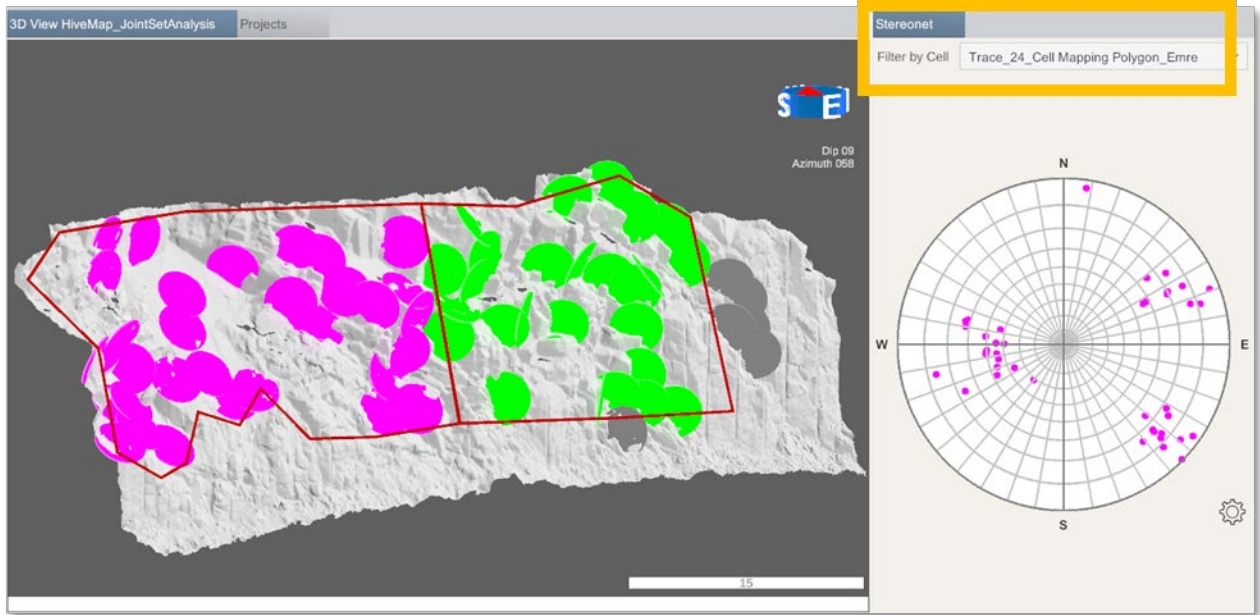 3D View HiveMap_JointSetAnalysis Projects
Stereonet
Filter by Cell Trace_24_Cell Mapping Polygon_Emre
S E
Dip 09
Azimuth 058
N
W E
S
15